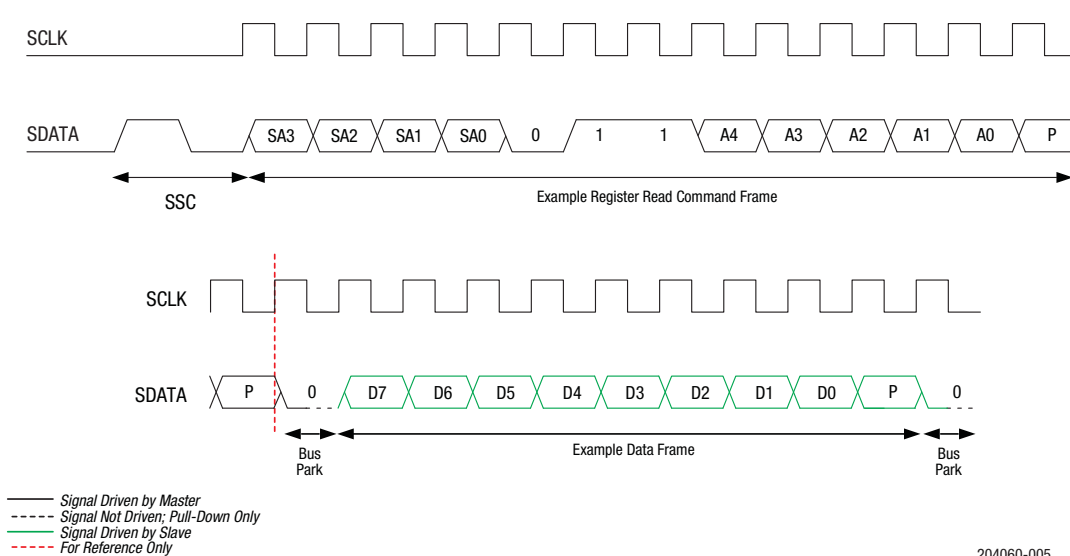 SCLK
SDATA SA3 SA2 SA1 SA0 0 1 1 A4 A3 A2 A1 A0 P
SSC
Example Register Read Command Frame
SCLK
SDATA P 0 D7 D6 D5 D4 D3 D2 D1 D0 P 0
Bus Park
Example Data Frame
Bus Park
Signal Driven by Master
Signal Not Driven; Pull-Down Only
Signal Driven by Slave
For Reference Only
204060-005